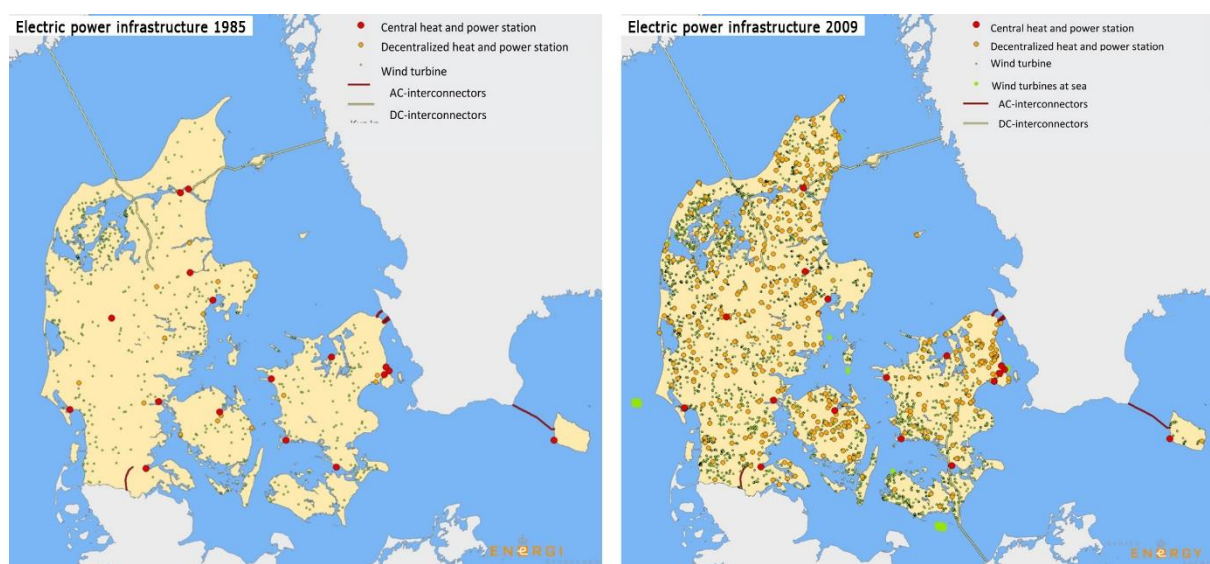 Electric power infrastructure 1985
Central heat and power station
Decentralized heat and power station
Wind turbine
AC-interconnectors
DC-interconnectors
ENERGI
Electric power infrastructure 2009
Central heat and power station
Decentralized heat and power station
Wind turbine
Wind turbines at sea
AC-interconnectors
DC-interconnectors
ENERGY